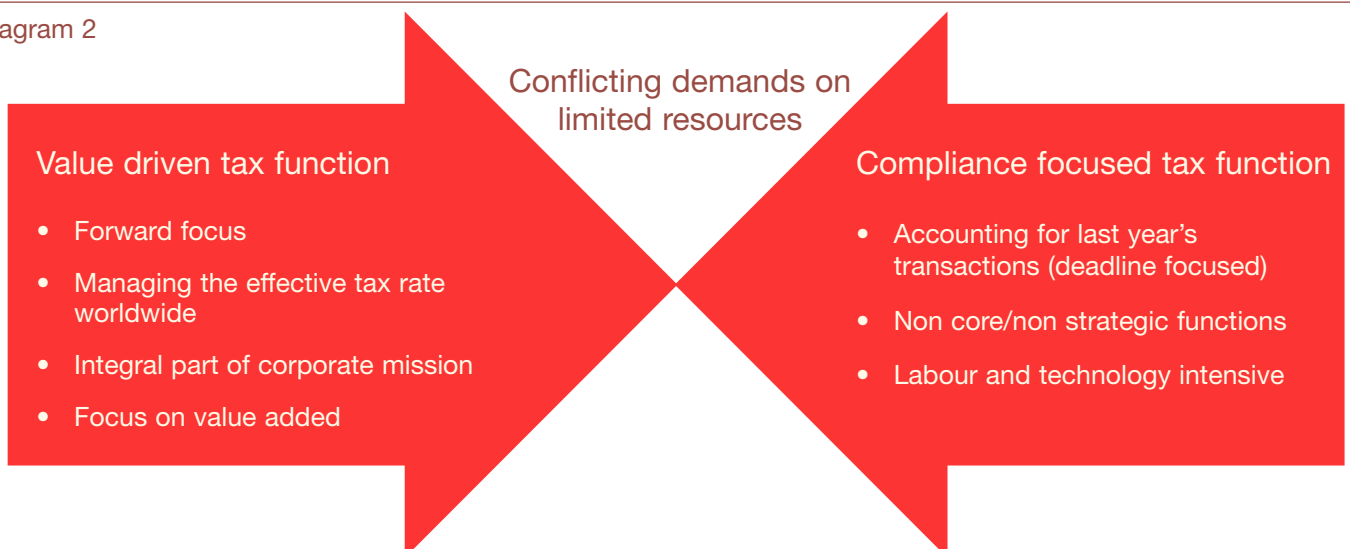 agram 2
Conflicting demands on
limited resources
Value driven tax function
• Forward focus
• Managing the effective tax rate
worldwide
• Integral part of corporate mission
• Focus on value added
Compliance focused tax function
• Accounting for last year's
transactions (deadline focused)
• Non core/non strategic functions
• Labour and technology intensive